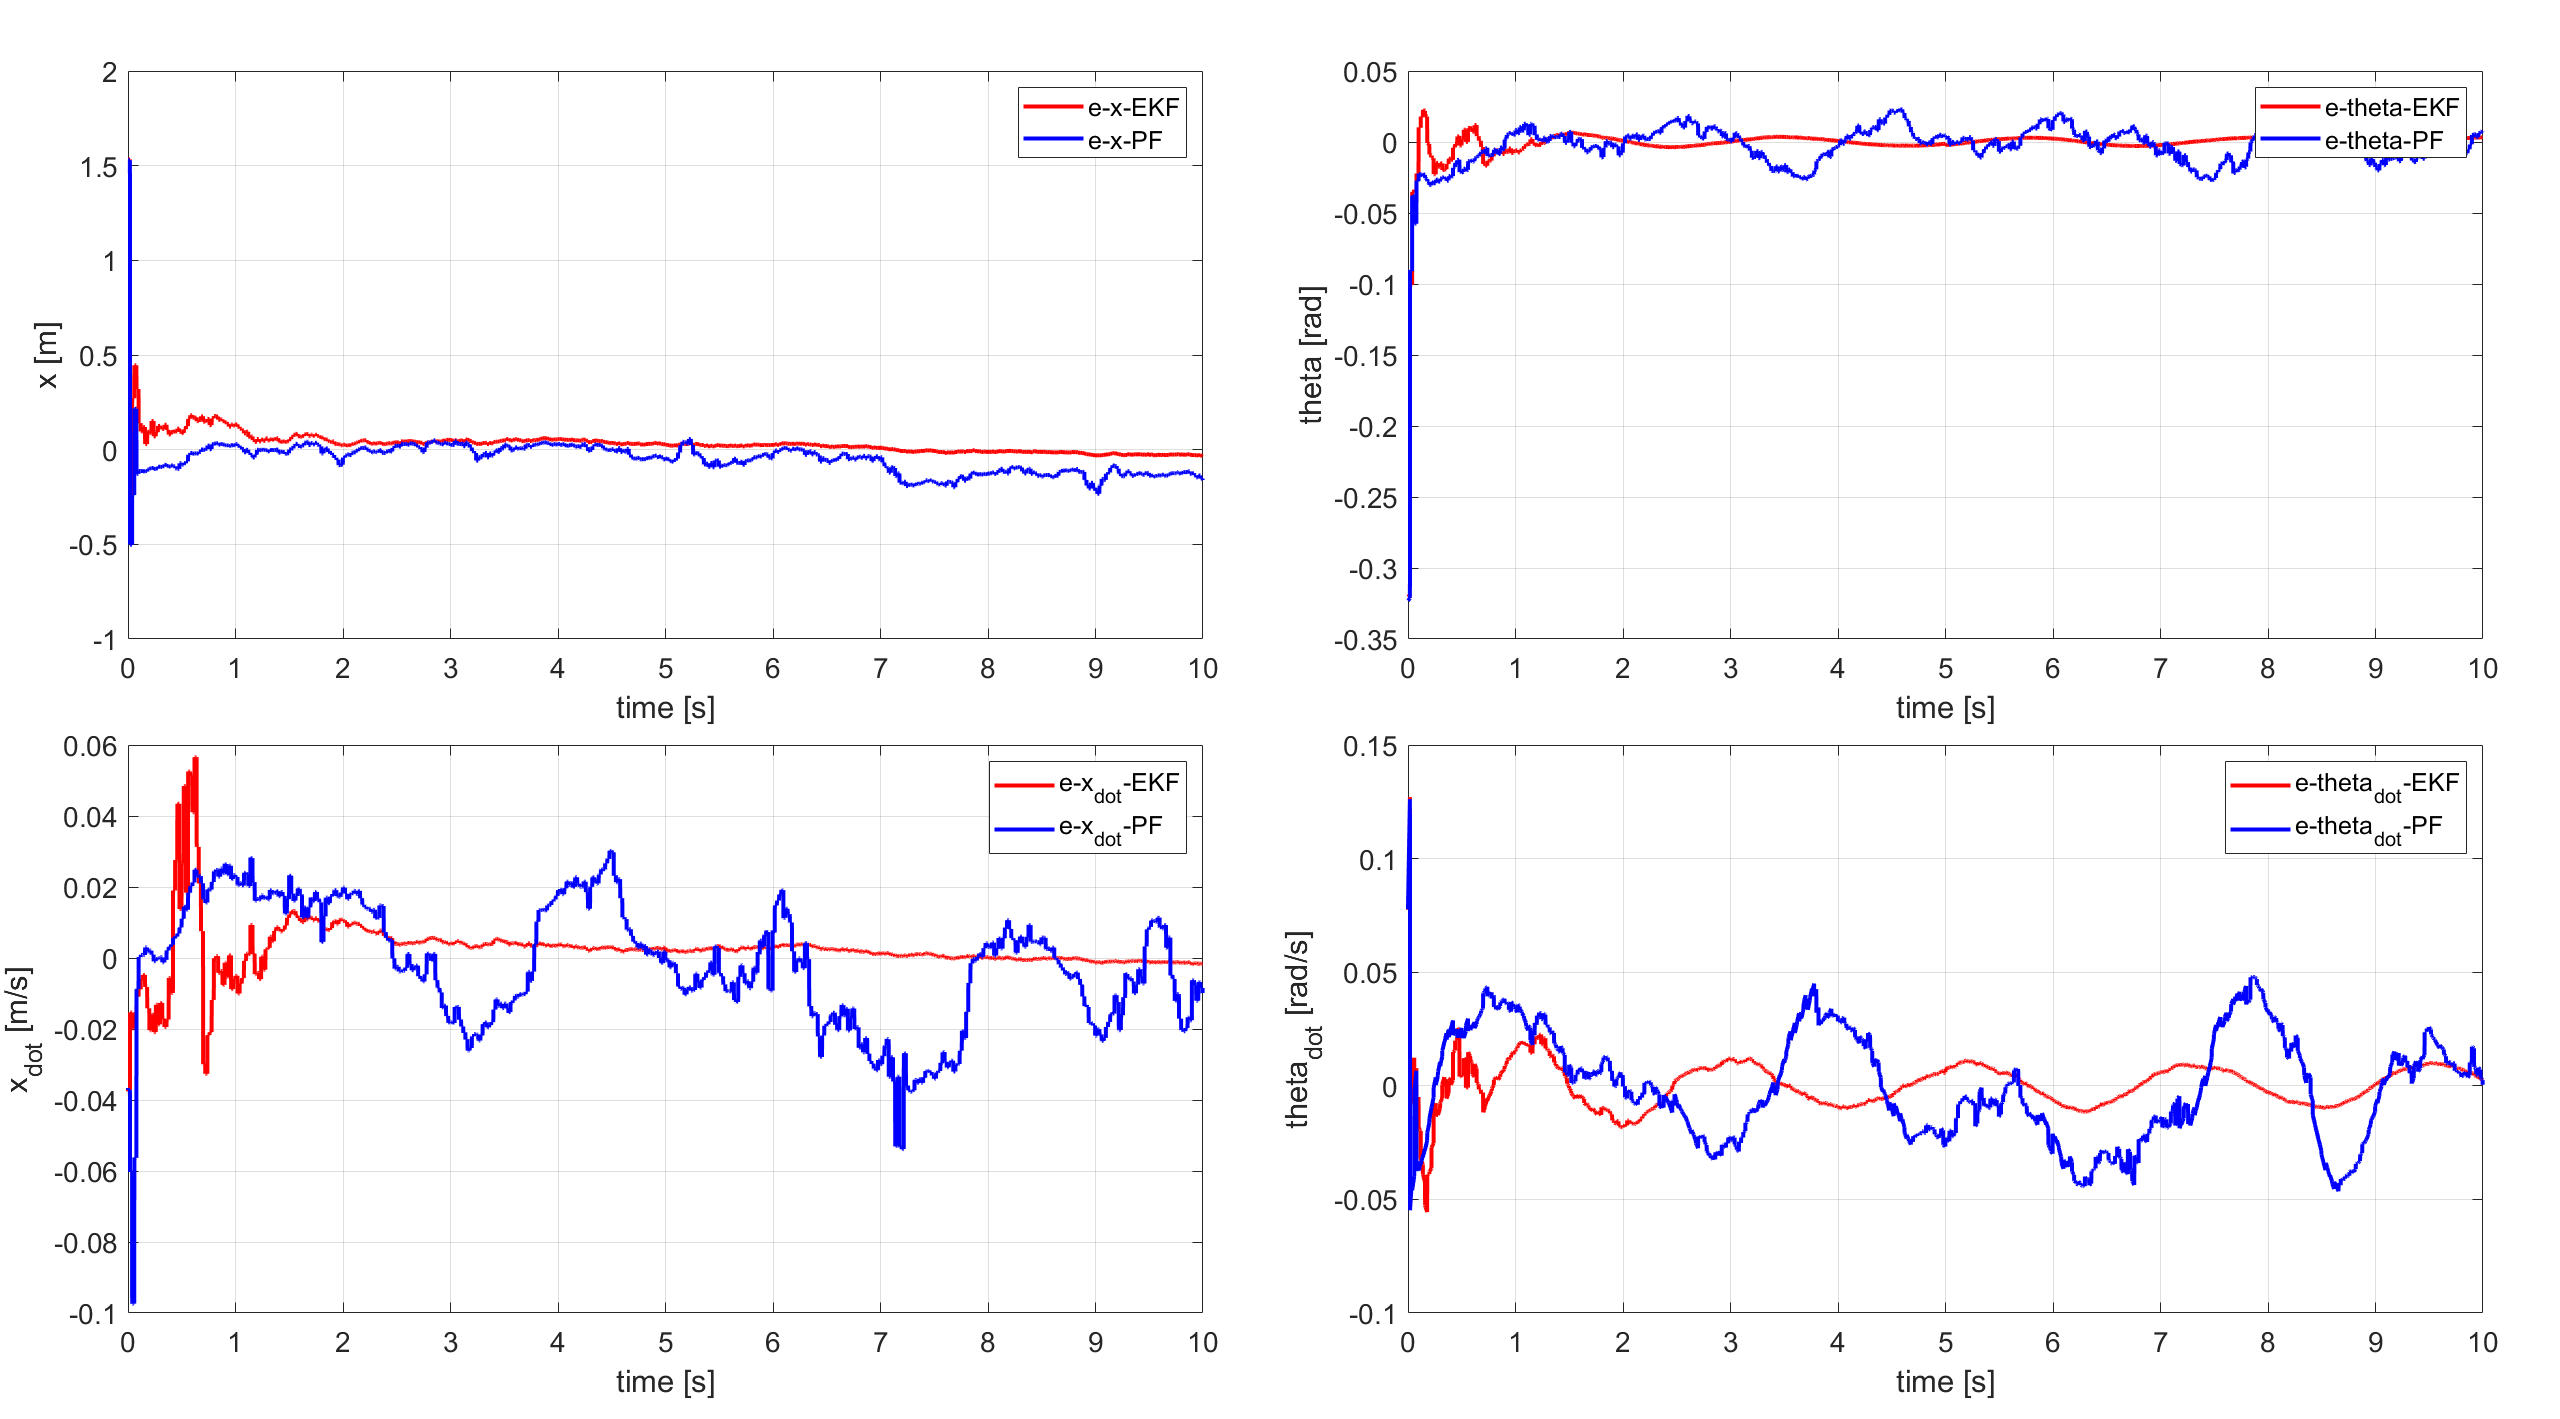 2
1.5
1
0.5
0
-0.5
-1
x [m]
0 1 2 3 4 5 6 7 8 9 10
time [s]
e-x-EKF
e-x-PF
0.05
0
-0.05
-0.1
-0.15
-0.2
-0.25
-0.3
-0.35
theta [rad]
0 1 2 3 4 5 6 7 8 9 10
time [s]
e-theta-EKF
e-theta-PF
0.06
0.04
0.02
0
-0.02
-0.04
-0.06
-0.08
-0.1
x_dot [m/s]
0 1 2 3 4 5 6 7 8 9 10
time [s]
e-x_dot-EKF
e-x_dot-PF
0.15
0.1
0.05
0
-0.05
-0.1
theta_dot [rad/s]
0 1 2 3 4 5 6 7 8 9 10
time [s]
e-theta_dot-EKF
e-theta_dot-PF